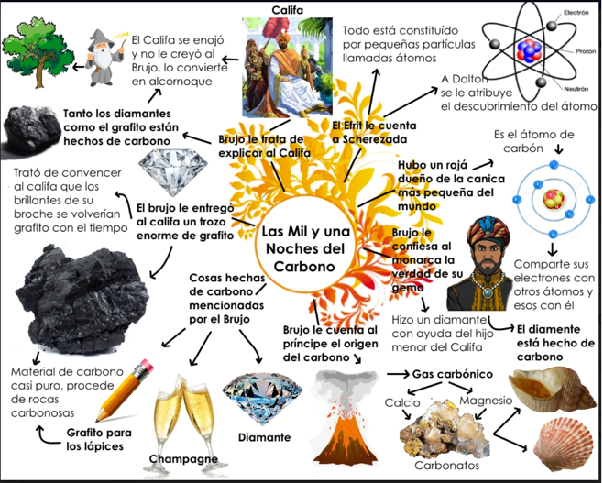 Califa
El Califa se enojó
y no le creyó al
Brujo, lo convierte
en alcornoque
Todo está constituído
por pequeñas partículas
llamadas átomos
Electrón
Protón
Neutrón
A Dalton
se le atribuye
el descubrimiento del átomo
Tanto los diamantes
como el grafito están
hechos de carbono
Brujo le trata de
explicar al Califa
El Efrit le cuenta
a Scherezada
Es el átomo de
carbón
Hubo un rajá
dueño de la canica
más pequeña del
mundo
Trató de convencer
al califa que los
brillantes de su
broche se volverían
grafito con el tiempo
El brujo le entregó
al califa un trozo
enorme de grafito
Las Mil y una
Noches del
Carbono
Brujo le
confiesa al
monarca la
verdad de su
gema
Comparte sus
electrones con
otros átomos y
esos con él
Cosas hechas
de carbono
mencionadas
por el Brujo
Hizo un diamante
con ayuda del hijo
menor del Califa
El diamente
está hecho de
carbono
Brujo le cuenta al
príncipe el origen
del carbono
Material de carbono
casi puro, procede
de rocas
carbonosas
Gas carbónico
Calcio
Magnesio
Grafito para
los lápices
Champagne
Diamante
Carbonatos